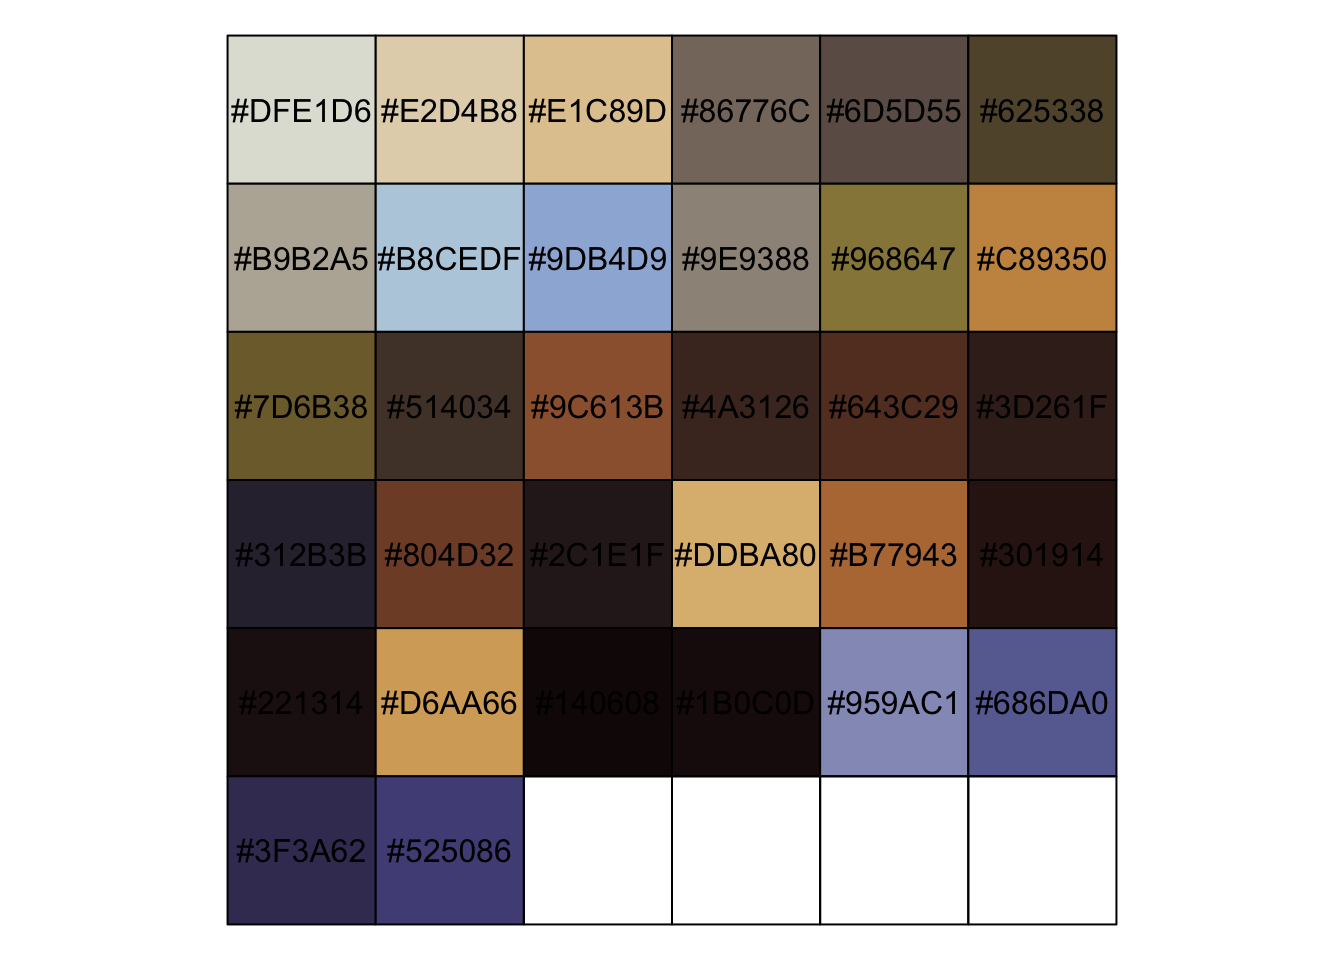 #DFE1D6 #E2D4B8 #E1C89D #86776C #6D5D55 #625338
#B9B2A5 #B8CEDF #9DB4D9 #9E9388 #968647 #C89350
#7D6B38 #514034 #9C613B #4A3126 #643C29 #3D261F
#312B3B #804D32 #2C1E1F #DDBA80 #B77943 #301914
#221314 #D6AA66 #140608 #1B0C0D #959AC1 #686DA0
#3F3A62 #525086